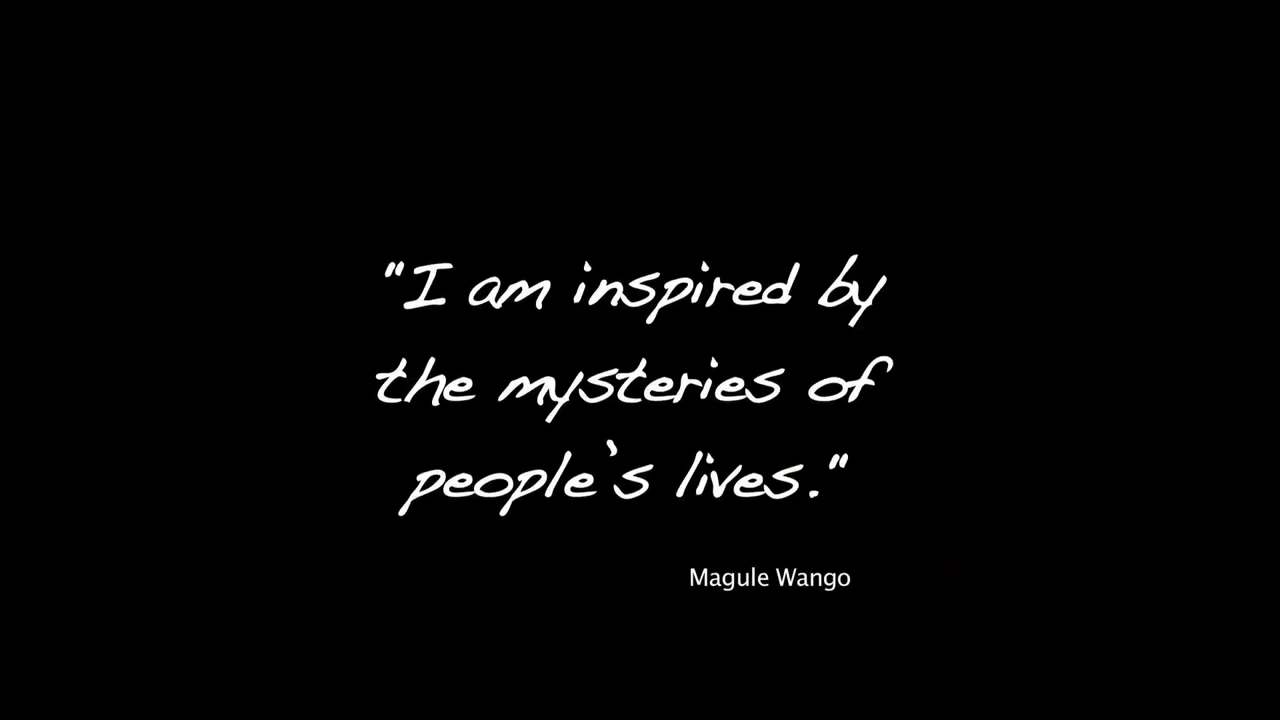 "I am inspired by
the mysteries of
people's lives."
Magule Wango